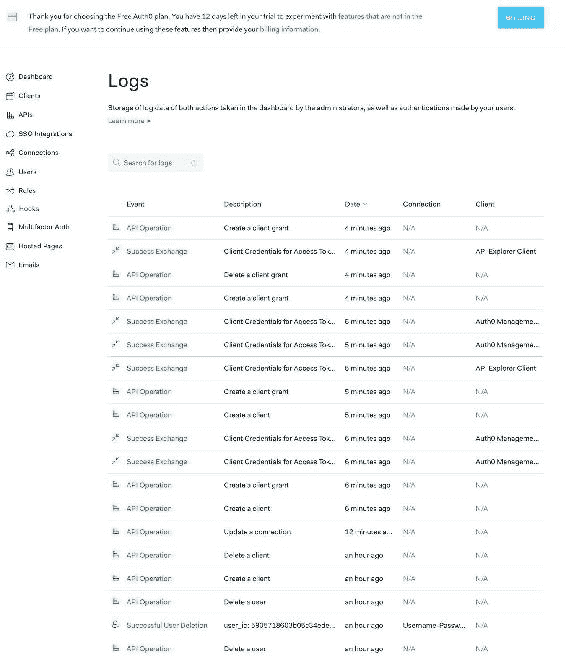 Thank you for choosing the Free Auth0 plan. You have 12 days left in your trial to experiment with features that are not in the
Free plan. If you want to continue using these features then provide your billing information.
BILLING
Dashboard
Clients
APIs
SSO Integrations
Connections
Users
Rules
Hooks
Multifactor Auth
Hosted Pages
Emails
Logs
Storage of log data of both actions taken in the dashboard by the administrators, as well as authentications made by your users.
Learn more ▸
Search for logs
Event Description Date Connection Client
API Operation Create a client grant 4 minutes ago N/A N/A
Success Exchange Client Credentials for Access Tok... 4 minutes ago N/A API Explorer Client
API Operation Delete a client grant 4 minutes ago N/A N/A
API Operation Create a client grant 4 minutes ago N/A N/A
Success Exchange Client Credentials for Access Tok... 5 minutes ago N/A Auth0 Manageme...
Success Exchange Client Credentials for Access Tok... 5 minutes ago N/A Auth0 Manageme...
Success Exchange Client Credentials for Access Tok... 5 minutes ago N/A API Explorer Client
API Operation Create a client grant 5 minutes ago N/A N/A
API Operation Create a client 5 minutes ago N/A N/A
Success Exchange Client Credentials for Access Tok... 6 minutes ago N/A Auth0 Manageme...
Success Exchange Client Credentials for Access Tok... 6 minutes ago N/A Auth0 Manageme...
API Operation Create a client grant 6 minutes ago N/A N/A
API Operation Create a client 6 minutes ago N/A N/A
API Operation Update a connection 12 minutes a... N/A N/A
API Operation Delete a client an hour ago N/A N/A
API Operation Create a client an hour ago N/A N/A
API Operation Delete a user an hour ago N/A N/A
Successful User Deletion user_id: an hour ago Username-Passw... N/A
API Operation Delete a user an hour ago N/A N/A